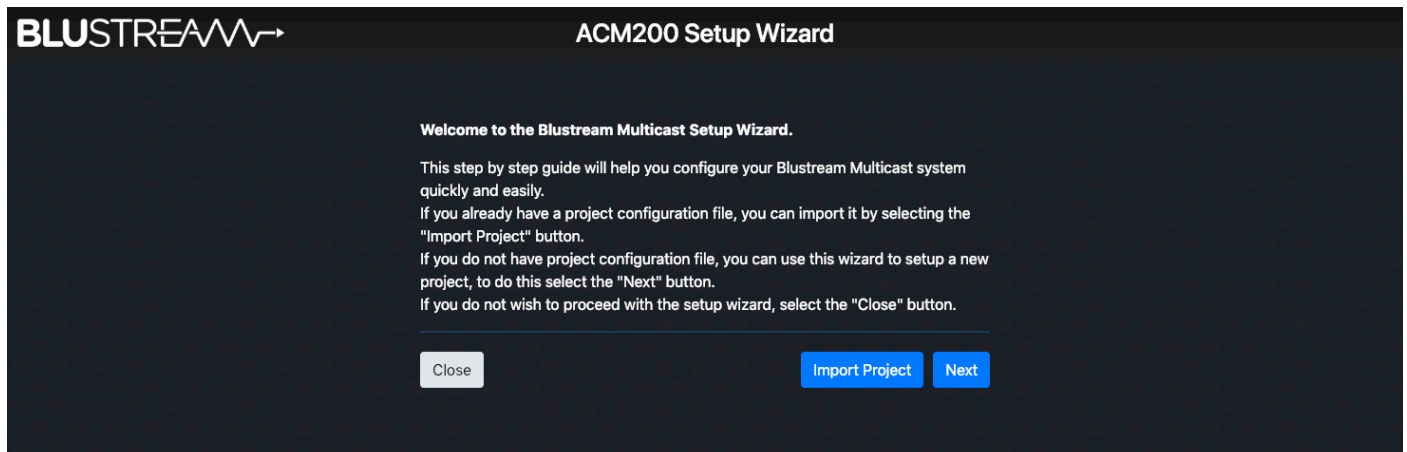 BLUSTREAM
ACM200 Setup Wizard
Welcome to the Blustream Multicast Setup Wizard.
This step by step guide will help you configure your Blustream Multicast system
quickly and easily.
If you already have a project configuration file, you can import it by selecting the
"Import Project" button.
If you do not have project configuration file, you can use this wizard to setup a new
project, to do this select the "Next" button.
If you do not wish to proceed with the setup wizard, select the "Close" button.
Close
Import Project
Next